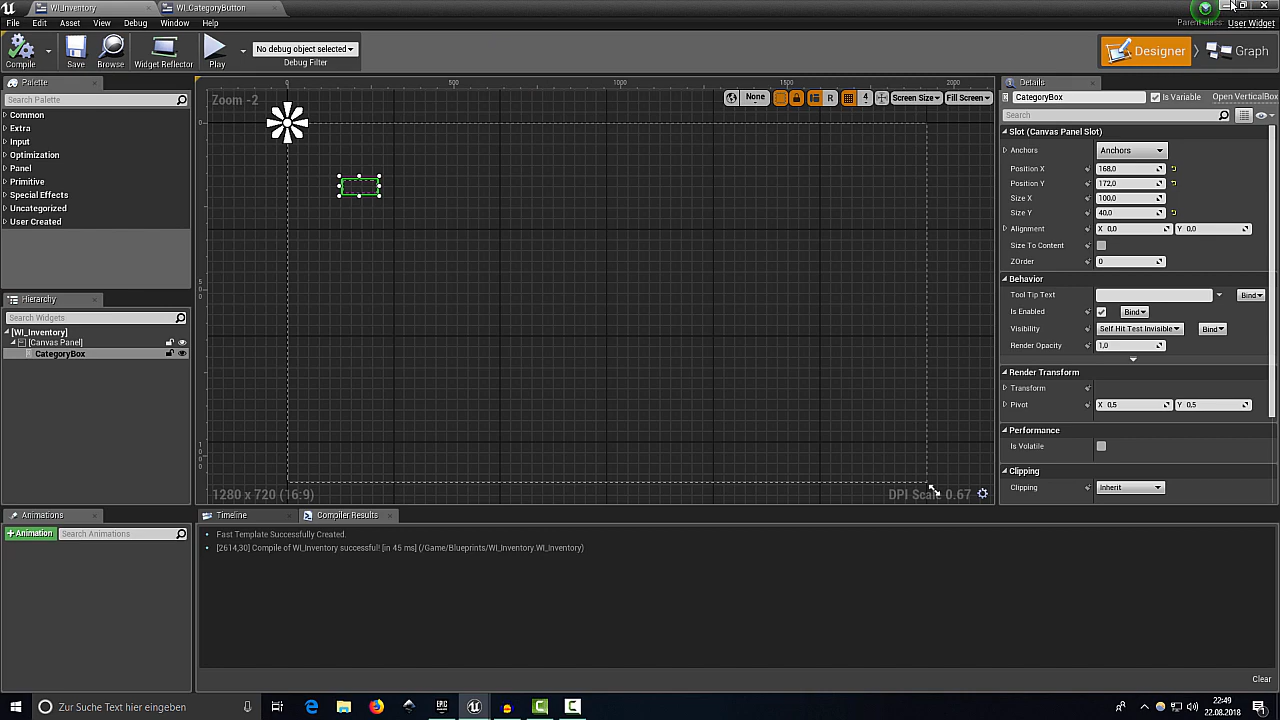 WI_Inventory
WI_CategoryButton
File Edit Asset View Debug Window Help
Parent class: User Widget
Compile
Save
Browse
Widget Reflector
Play
No debug object selected
Debug Filter
Designer
Graph
Palette
Search Palette
Common
Extra
Input
Optimization
Panel
Primitive
Special Effects
Uncategorized
User Created
Hierarchy
Search Widgets
[WI_Inventory]
[Canvas Panel]
CategoryBox
Animations
+Animation
Search Animations
0 500 1000 1500 2000
Zoom -2
None
R
4
Screen Size
Fill Screen
0
500
1000
1280 x 720 (16:9)
DPI Scal 0.67
Timeline
Compiler Results
Fast Template Successfully Created.
[2614,30] Compile of WI_Inventory successful! [in 45 ms] (/Game/Blueprints/WI_Inventory.WI_Inventory)
Clear
Details
CategoryBox
Is Variable
Open VerticalBox
Search
Slot (Canvas Panel Slot)
Anchors Anchors
Position X 168,0
Position Y 172,0
Size X 100,0
Size Y 40,0
Alignment X 0,0 Y 0,0
Size To Content
ZOrder 0
Behavior
Tool Tip Text Bind
Is Enabled Bind
Visibility Self Hit Test Invisible Bind
Render Opacity 1,0
Render Transform
Transform
Pivot X 0,5 Y 0,5
Performance
Is Volatile
Clipping
Clipping Inherit
Zur Suche Text hier eingeben
EPIC
22:49
22.08.2018